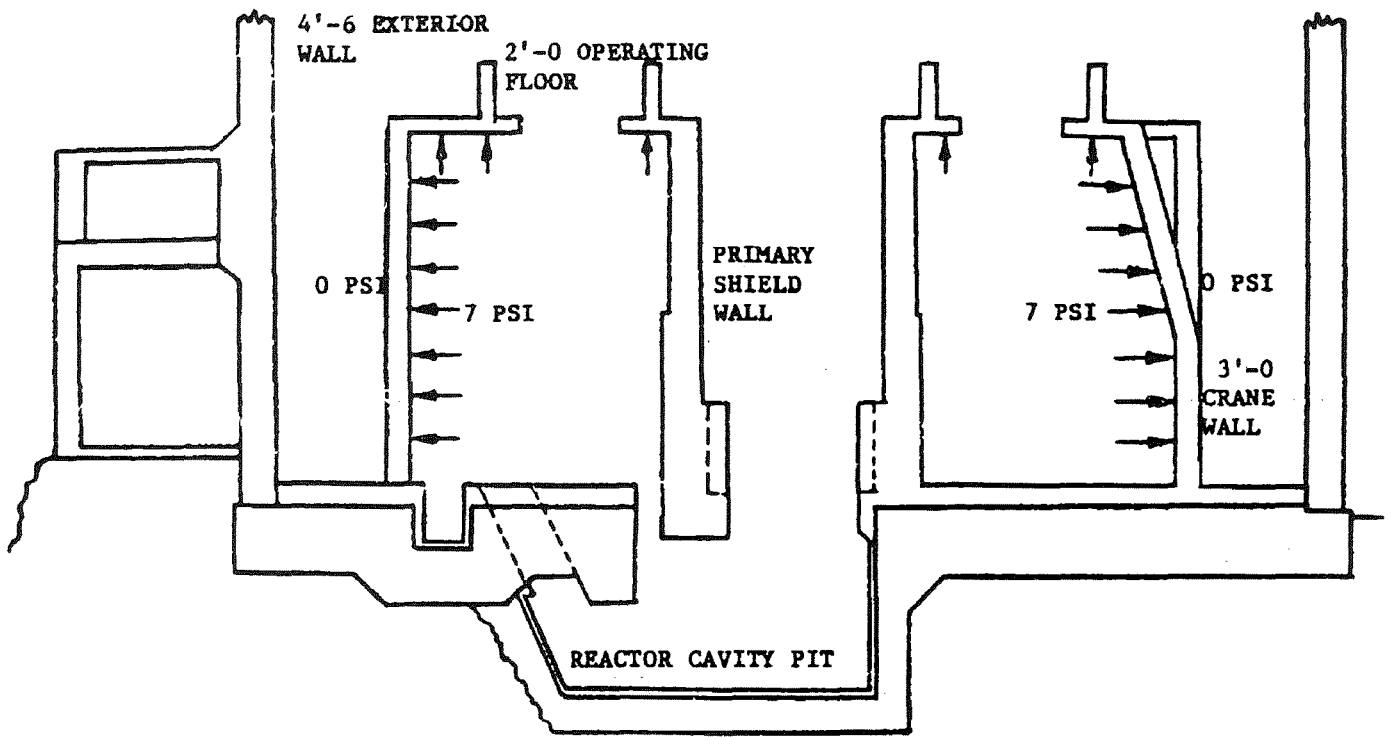 4'-6 EXTERIOR
WALL
2'-0 OPERATING
FLOOR
PRIMARY
SHIELD
WALL
0 PSI
7 PSI
7 PSI
0 PSI
3'-0
CRANE
WALL
REACTOR CAVITY PIT